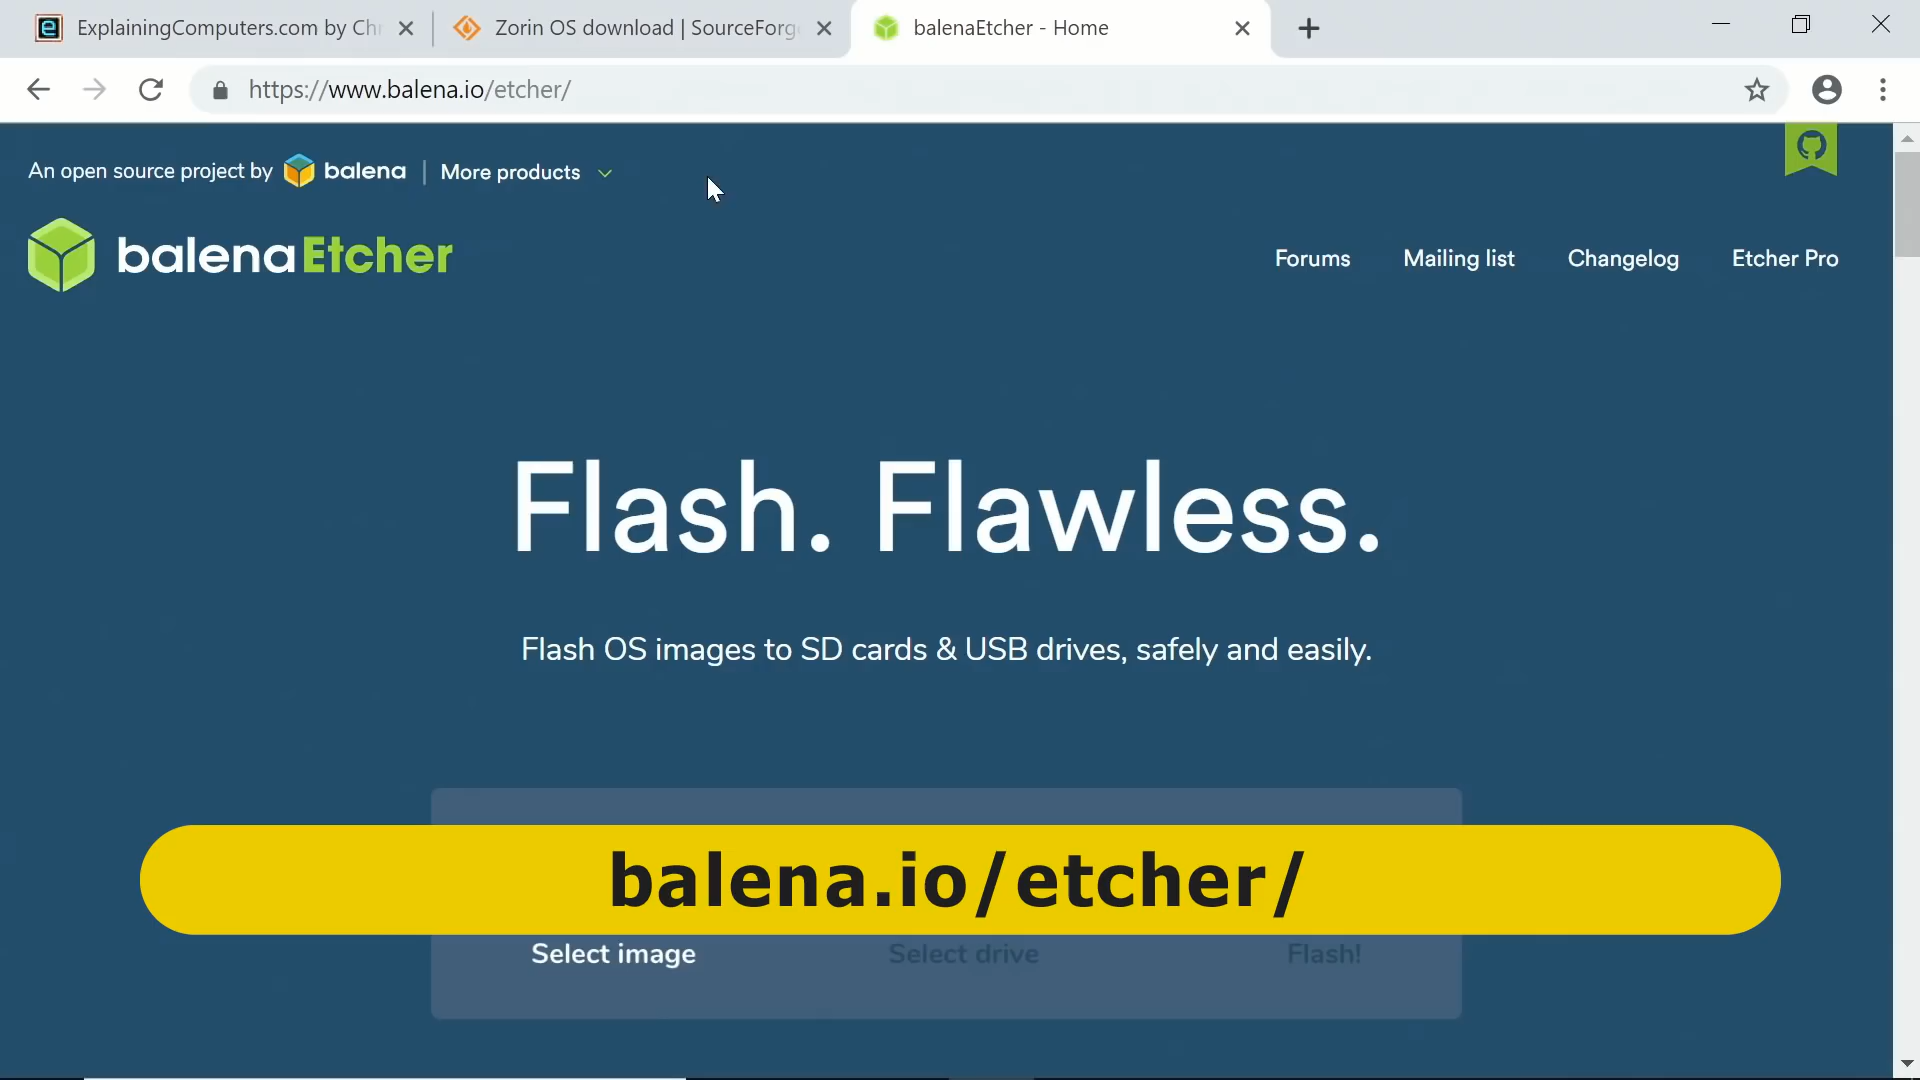 ExplainingComputers.com by Ch
Zorin OS download | SourceForg
balenaEtcher - Home
https://www.balena.io/etcher/
An open source project by balena | More products
balenaEtcher
Forums
Mailing list
Changelog
Etcher Pro
Flash. Flawless.
Flash OS images to SD cards & USB drives, safely and easily.
balena.io/etcher/
Select image
Select drive
Flash!